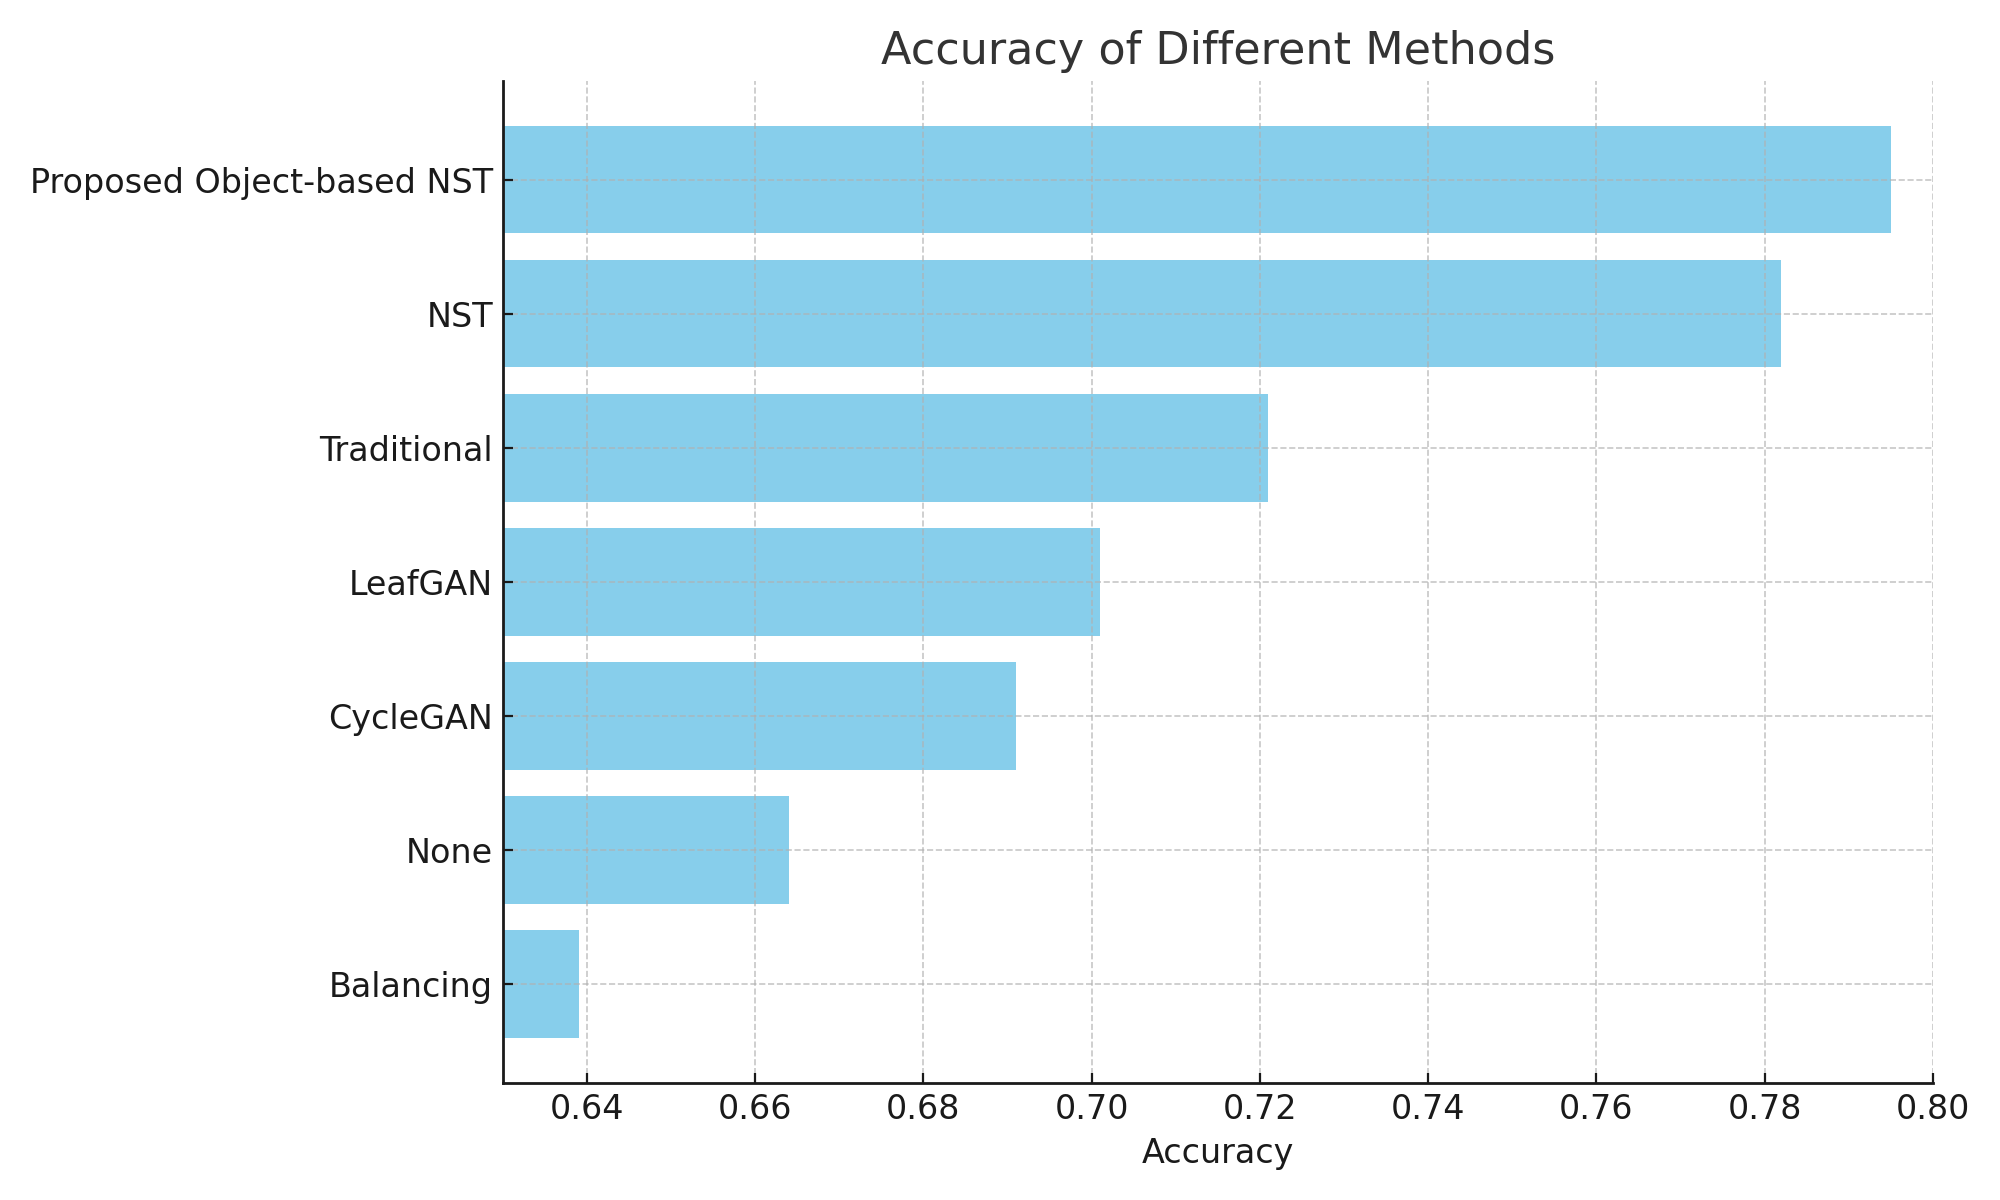 Accuracy of Different Methods
Proposed Object-based NST
NST
Traditional
LeafGAN
CycleGAN
None
Balancing
0.64 0.66 0.68 0.70 0.72 0.74 0.76 0.78 0.80
Accuracy